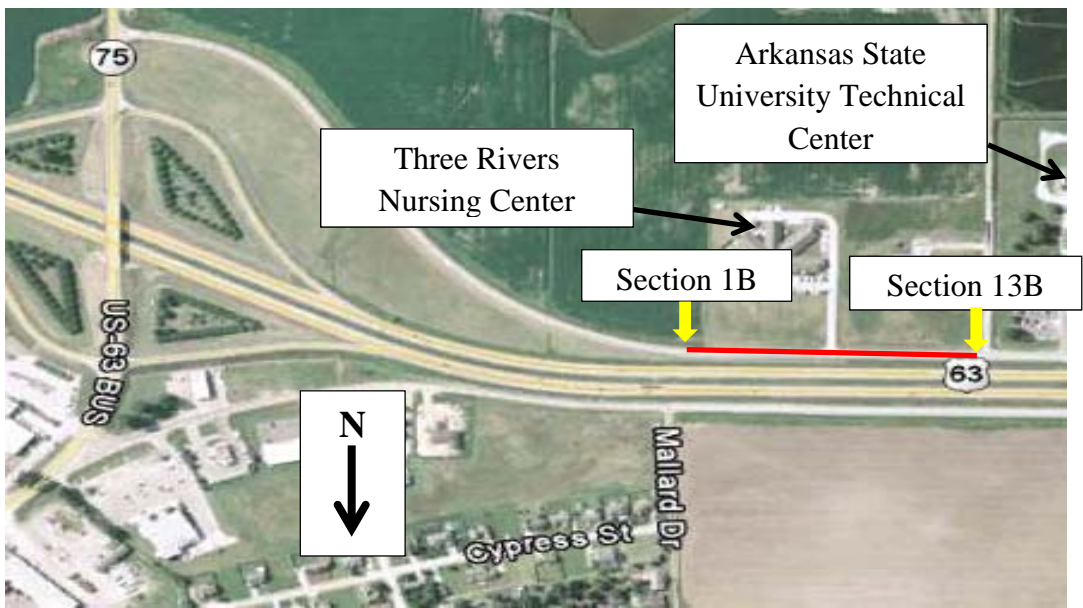 75
Arkansas State
University Technical
Center
Three Rivers
Nursing Center
Section 1B
Section 13B
63
US-63 BUS
N
Mallard Dr
Cypress St